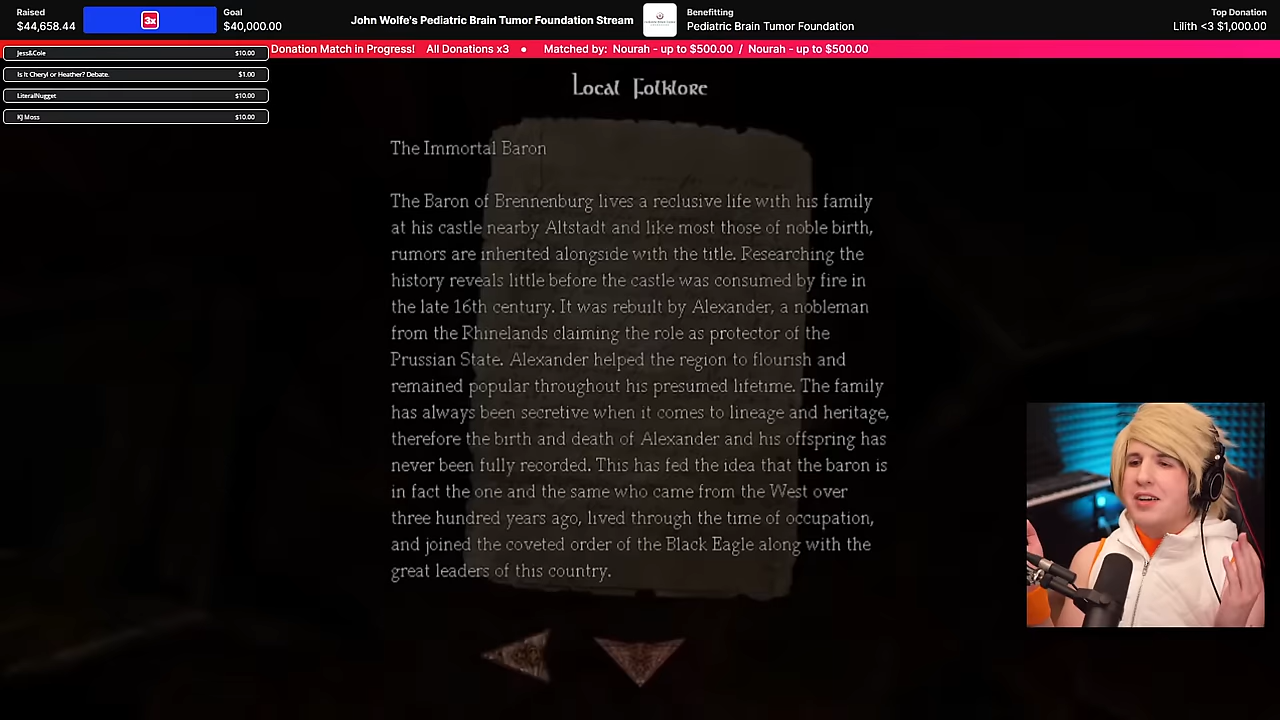 Raised
$44,658.44
3x
Goal
$40,000.00
John Wolfe's Pediatric Brain Tumor Foundation Stream
Benefitting
Pediatric Brain Tumor Foundation
Top Donation
Lilith <3 $1,000.00
Donation Match in Progress! All Donations x3 ● Matched by: Nourah - up to $500.00 / Nourah - up to $500.00
Jess&Cole $10.00
Is It Cheryl or Heather? Debate. $1.00
LiteralNugget $10.00
KJ Moss $10.00
Local Folklore
The Immortal Baron
The Baron of Brennenburg lives a reclusive life with his family
at his castle nearby Altstadt and like most those of noble birth,
rumors are inherited alongside with the title. Researching the
history reveals little before the castle was consumed by fire in
the late 16th century. It was rebuilt by Alexander, a nobleman
from the Rhinelands claiming the role as protector of the
Prussian State. Alexander helped the region to flourish and
remained popular throughout his presumed lifetime. The family
has always been secretive when it comes to lineage and heritage,
therefore the birth and death of Alexander and his offspring has
never been fully recorded. This has fed the idea that the baron is
in fact the one and the same who came from the West over
three hundred years ago, lived through the time of occupation,
and joined the coveted order of the Black Eagle along with the
great leaders of this country.